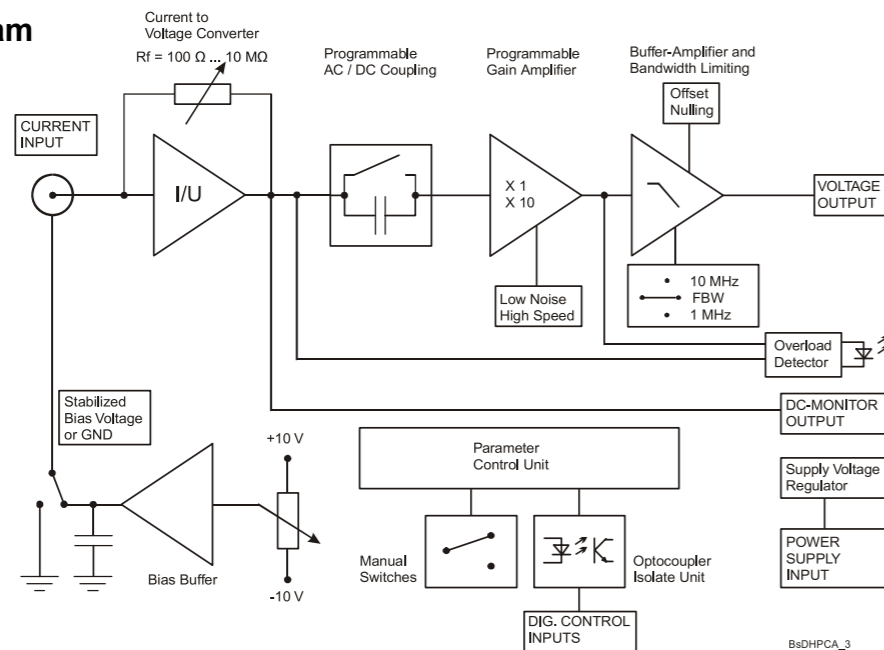 am
Current to
Voltage Converter
Rf = 100 Ω ... 10 MΩ
Programmable
AC / DC Coupling
Programmable
Gain Amplifier
Buffer-Amplifier and
Bandwidth Limiting
Offset
Nulling
CURRENT
INPUT
I/U
X 1
X 10
VOLTAGE
OUTPUT
Low Noise
High Speed
10 MHz
FBW
1 MHz
Overload
Detector
DC-MONITOR
OUTPUT
Stabilized
Bias Voltage
or GND
+10 V
-10 V
Bias Buffer
Parameter
Control Unit
Manual
Switches
Optocoupler
Isolate Unit
DIG. CONTROL
INPUTS
Supply Voltage
Regulator
POWER
SUPPLY
INPUT
BsDHPCA_3